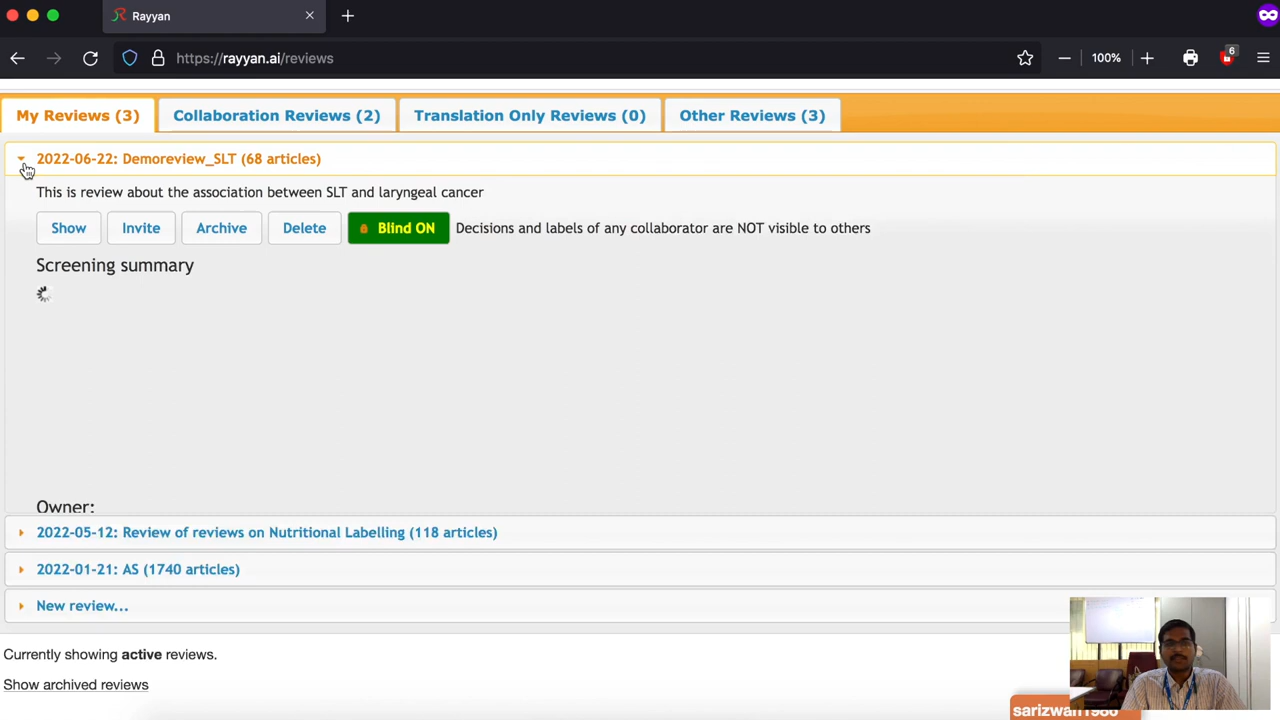 Rayyan
https://rayyan.ai/reviews
100%
6
My Reviews (3)
Collaboration Reviews (2)
Translation Only Reviews (0)
Other Reviews (3)
2022-06-22: Demoreview_SLT (68 articles)
This is review about the association between SLT and laryngeal cancer
Show
Invite
Archive
Delete
Blind ON
Decisions and labels of any collaborator are NOT visible to others
Screening summary
Owner:
2022-05-12: Review of reviews on Nutritional Labelling (118 articles)
2022-01-21: AS (1740 articles)
New review...
Currently showing active reviews.
Show archived reviews
sarizwan1986